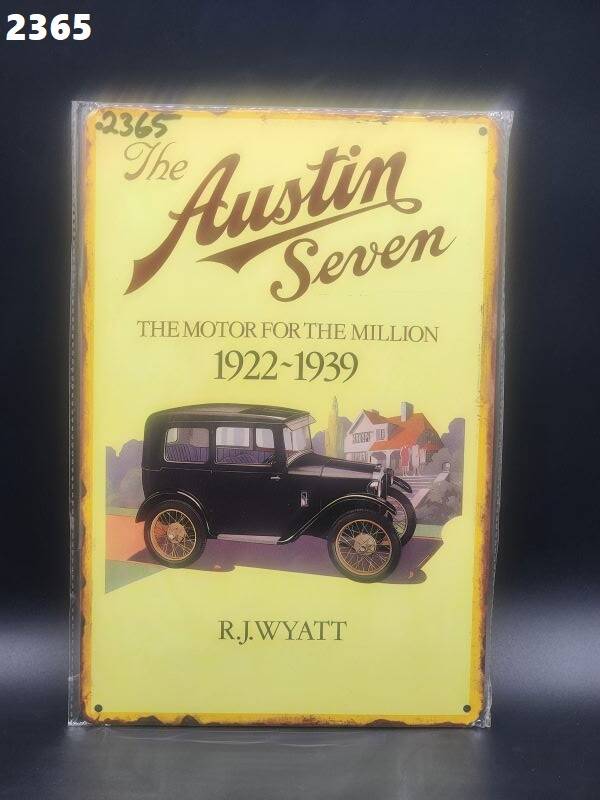 2365
2365
The
Austin
Seven
THE MOTOR FOR THE MILLION
1922~1939
R.J.WYATT